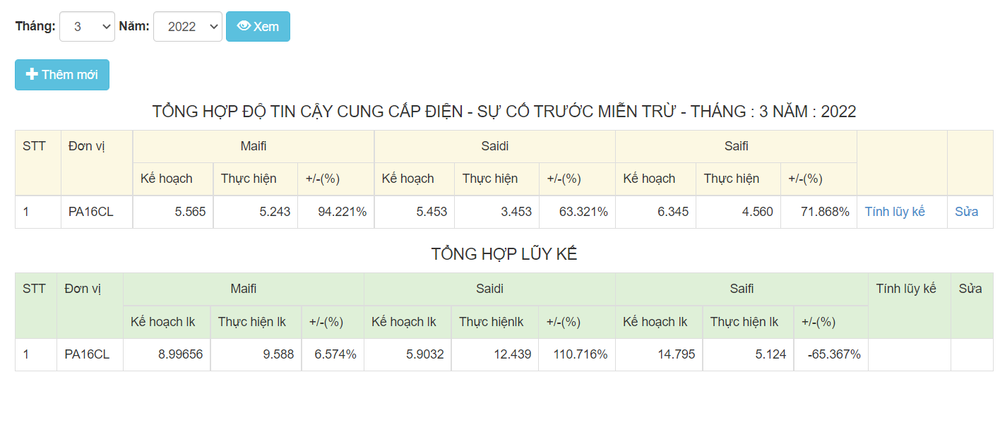 Tháng: 3 Năm: 2022 Xem
Thêm mới
TỔNG HỢP ĐỘ TIN CẬY CUNG CẤP ĐIỆN - SỰ CỐ TRƯỚC MIỄN TRỪ - THÁNG : 3 NĂM : 2022
STT Đơn vị Maifi Saidi Saifi
Kế hoạch Thực hiện +/-(%) Kế hoạch Thực hiện +/-(%) Kế hoạch Thực hiện +/-(%)
1 PA16CL 5.565 5.243 94.221% 5.453 3.453 63.321% 6.345 4.560 71.868% Tính lũy kế Sửa
TỔNG HỢP LŨY KẾ
STT Đơn vị Maifi Saidi Saifi Tính lũy kế Sửa
Kế hoạch lk Thực hiện lk +/-(%) Kế hoạch lk Thực hiệnlk +/-(%) Kế hoạch lk Thực hiện lk +/-(%)
1 PA16CL 8.99656 9.588 6.574% 5.9032 12.439 110.716% 14.795 5.124 -65.367%